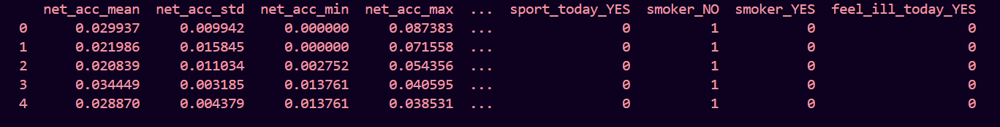 net_acc_mean net_acc_std net_acc_min net_acc_max ... sport_today_YES smoker_NO smoker_YES feel_ill_today_YES
0 0.029937 0.009942 0.000000 0.087383 ... 0 1 0 0
1 0.021986 0.015845 0.000000 0.071558 ... 0 1 0 0
2 0.020839 0.011034 0.002752 0.054356 ... 0 1 0 0
3 0.034449 0.003185 0.013761 0.040595 ... 0 1 0 0
4 0.028870 0.004379 0.013761 0.038531 ... 0 1 0 0